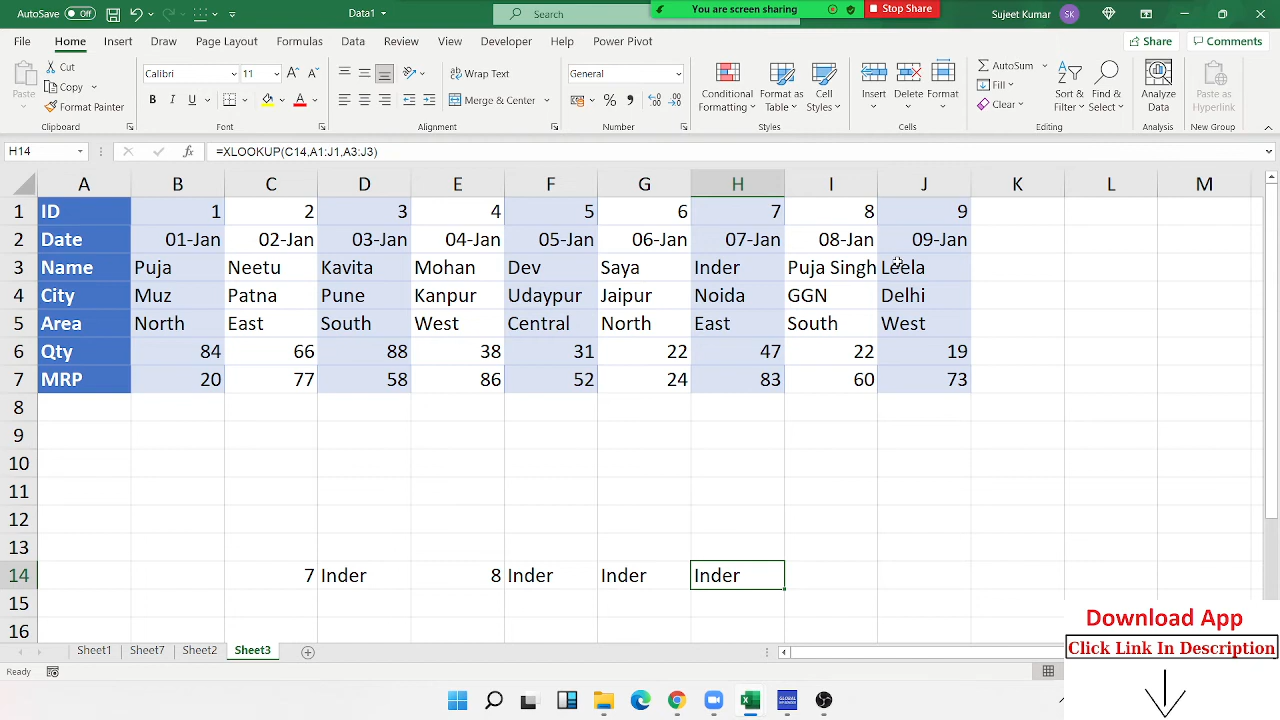 AutoSave Off Data1 Search You are screen sharing Stop Share Sujeet Kumar SK
File Home Insert Draw Page Layout Formulas Data Review View Developer Help Power Pivot Share Comments
Paste Cut Copy Format Painter Calibri 11 Wrap Text Merge & Center General Conditional Formatting Format as Table Cell Styles Insert Delete Format AutoSum Fill Clear Sort & Filter Find & Select Analyze Data Paste as Hyperlink
Clipboard Font Alignment Number Styles Cells Editing Analysis New Group
H14 fx =XLOOKUP(C14,A1:J1,A3:J3)
A B C D E F G H I J K L M
1 ID 1 2 3 4 5 6 7 8 9
2 Date 01-Jan 02-Jan 03-Jan 04-Jan 05-Jan 06-Jan 07-Jan 08-Jan 09-Jan
3 Name Puja Neetu Kavita Mohan Dev Saya Inder Puja Singh Leela
4 City Muz Patna Pune Kanpur Udaypur Jaipur Noida GGN Delhi
5 Area North East South West Central North East South West
6 Qty 84 66 88 38 31 22 47 22 19
7 MRP 20 77 58 86 52 24 83 60 73
8
9
10
11
12
13
14 7 Inder 8 Inder Inder Inder
15
16
Download App
Click Link In Description
Sheet1 Sheet7 Sheet2 Sheet3
Ready